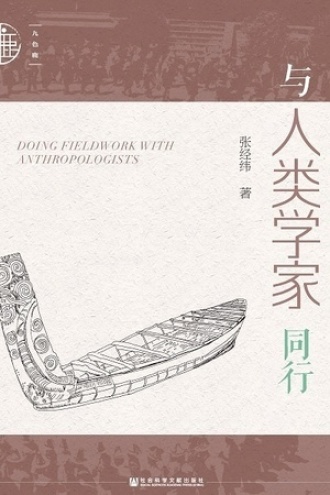 九色鹿
与
人类学家
同行
张经纬 著
DOING FIELDWORK WITH
ANTHROPOLOGISTS
社会科学文献出版社